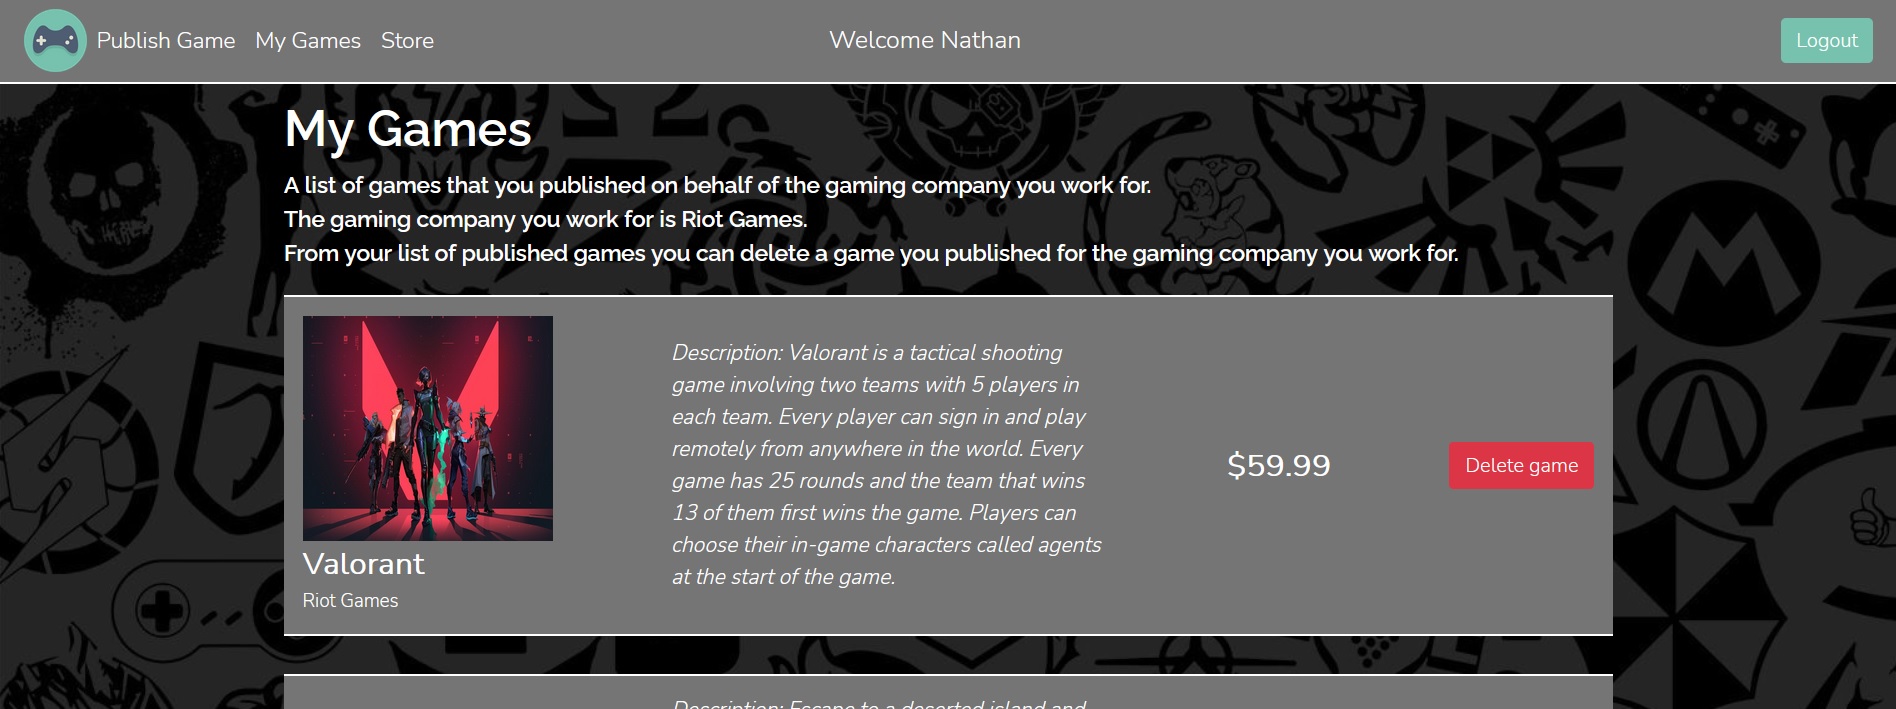 Publish Game My Games Store Welcome Nathan Logout
My Games
A list of games that you published on behalf of the gaming company you work for.
The gaming company you work for is Riot Games.
From your list of published games you can delete a game you published for the gaming company you work for.
Description: Valorant is a tactical shooting
game involving two teams with 5 players in
each team. Every player can sign in and play
remotely from anywhere in the world. Every
game has 25 rounds and the team that wins
13 of them first wins the game. Players can
choose their in-game characters called agents
at the start of the game.
$59.99
Delete game
Valorant
Riot Games
Description: Escape to a deserted island and